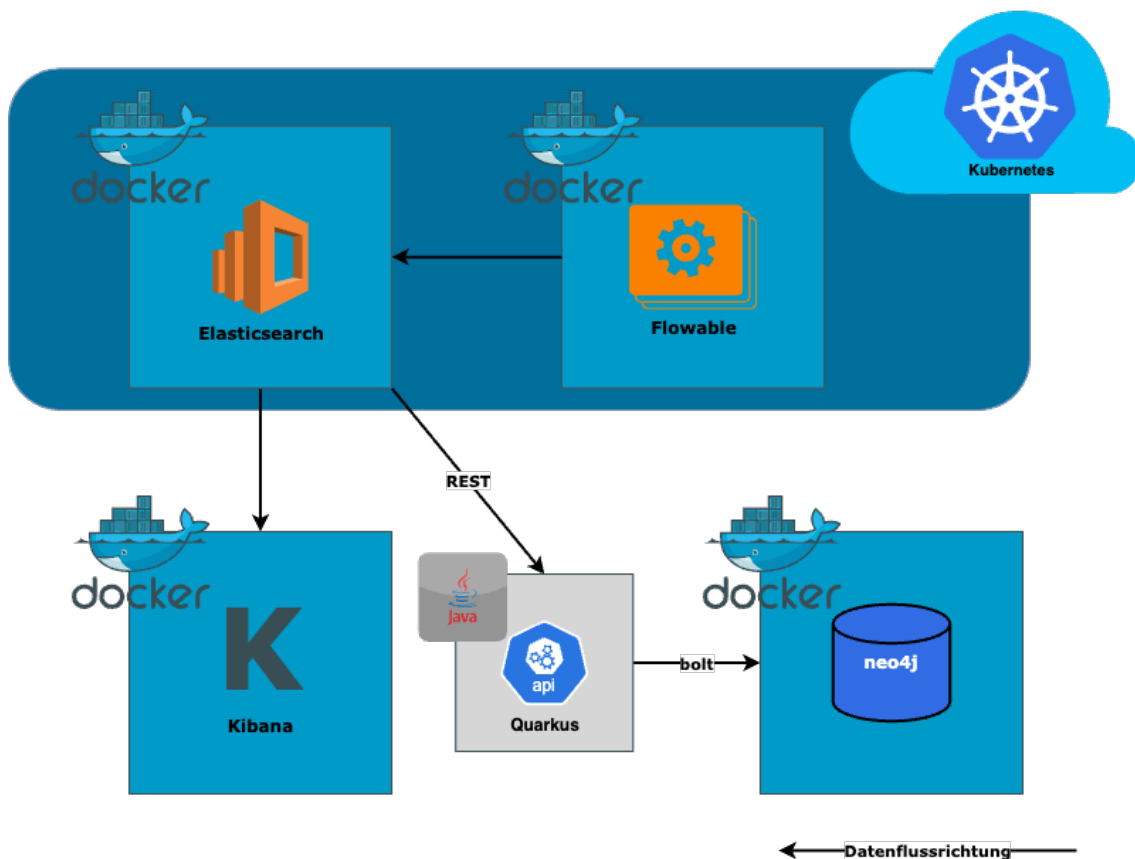 Kubernetes
docker
docker
Elasticsearch
Flowable
REST
docker
docker
Java
api
neo4j
bolt
Kibana
Quarkus
Datenflussrichtung